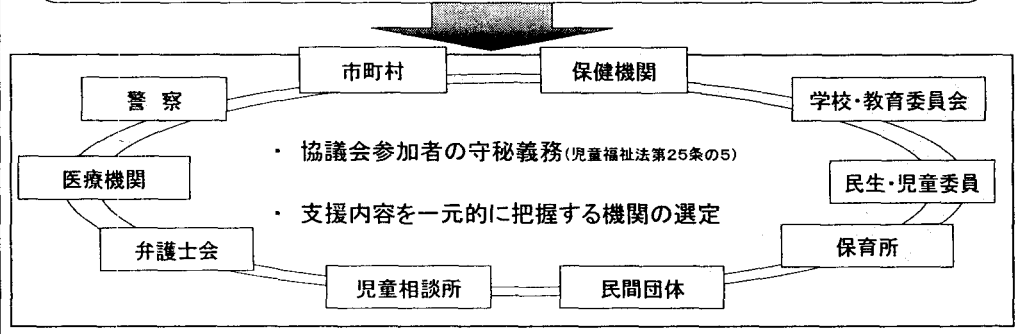 市町村
保健機関
警 察
学校・教育委員会
・ 協議会参加者の守秘義務(児童福祉法第25条の5)
医療機関
民生・児童委員
・ 支援内容を一元的に把握する機関の選定
弁護士会
保育所
児童相談所
民間団体